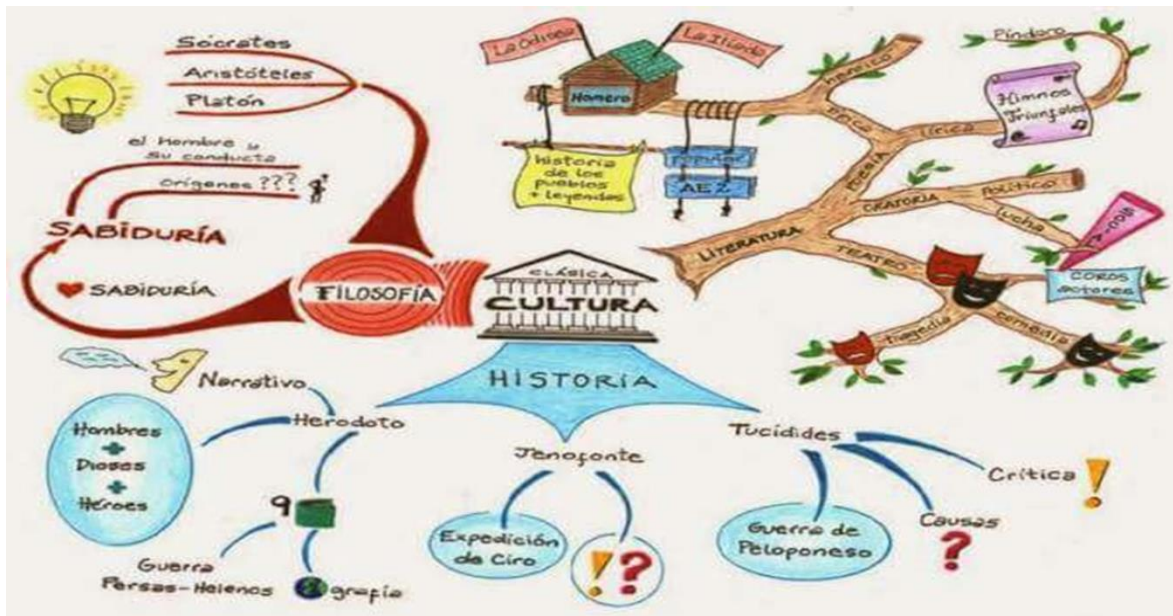 Sócrates
Aristóteles
Platón
el Hombre y
su conducta
Orígenes ???
SABIDURÍA
SABIDURÍA
FILOSOFÍA
CLÁSICA
CULTURA
HISTORIA
La Odisea
La Ilíada
Homero
historia
de los
pueblos
+ leyendas
popular
AEZ
épica
lírica
Píndaro
Himnos
Triunfales
POESÍA
LITERATURA
ORATORIA
político
lucha
TEATRO
COROS
actores
tragedia
comedia
Narrativo
Herodoto
Hombres
+
Dioses
+
Héroes
9
Guerra
Persas-Helenos
grafía
Jenofonte
Expedición
de Ciro
!?
Tucídides
Guerra de
Peloponeso
Causas
?
Crítica !